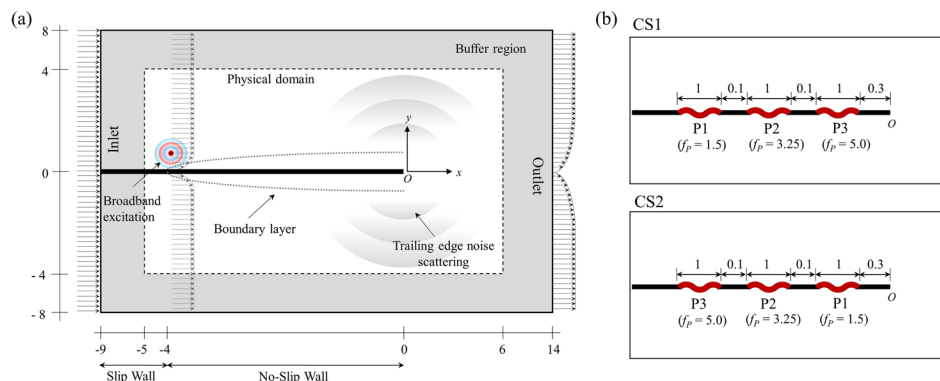 (a)
8
4
0
- 4
- 8
Buffer region
Physical domain
Inlet
Outlet
y
x
O
Broadband
excitation
Boundary layer
Trailing edge noise
scattering
-9
-5
-4
0
6
14
Slip Wall
No-Slip Wall
(b)
CS1
1
0.1
1
0.1
1
0.3
P1
P2
P3
O
(fP = 1.5)
(fP = 3.25)
(fP = 5.0)
CS2
1
0.1
1
0.1
1
0.3
P3
P2
P1
O
(fP = 5.0)
(fP = 3.25)
(fP = 1.5)